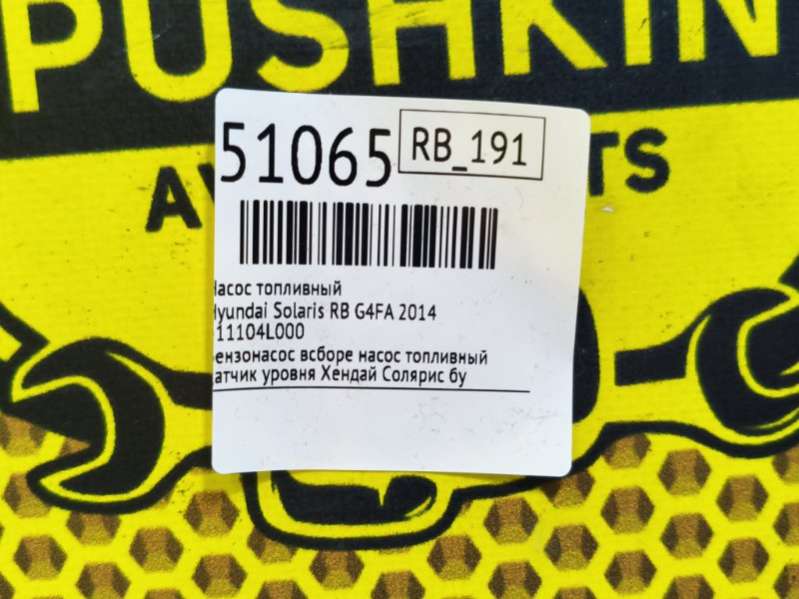 PUSHKIN
51065
RB_191
TS
асос топливный
yundai Solaris RB G4FA 2014
11104L000
ензонасос всборе насос топливный
атчик уровня Хендай Солярис бу